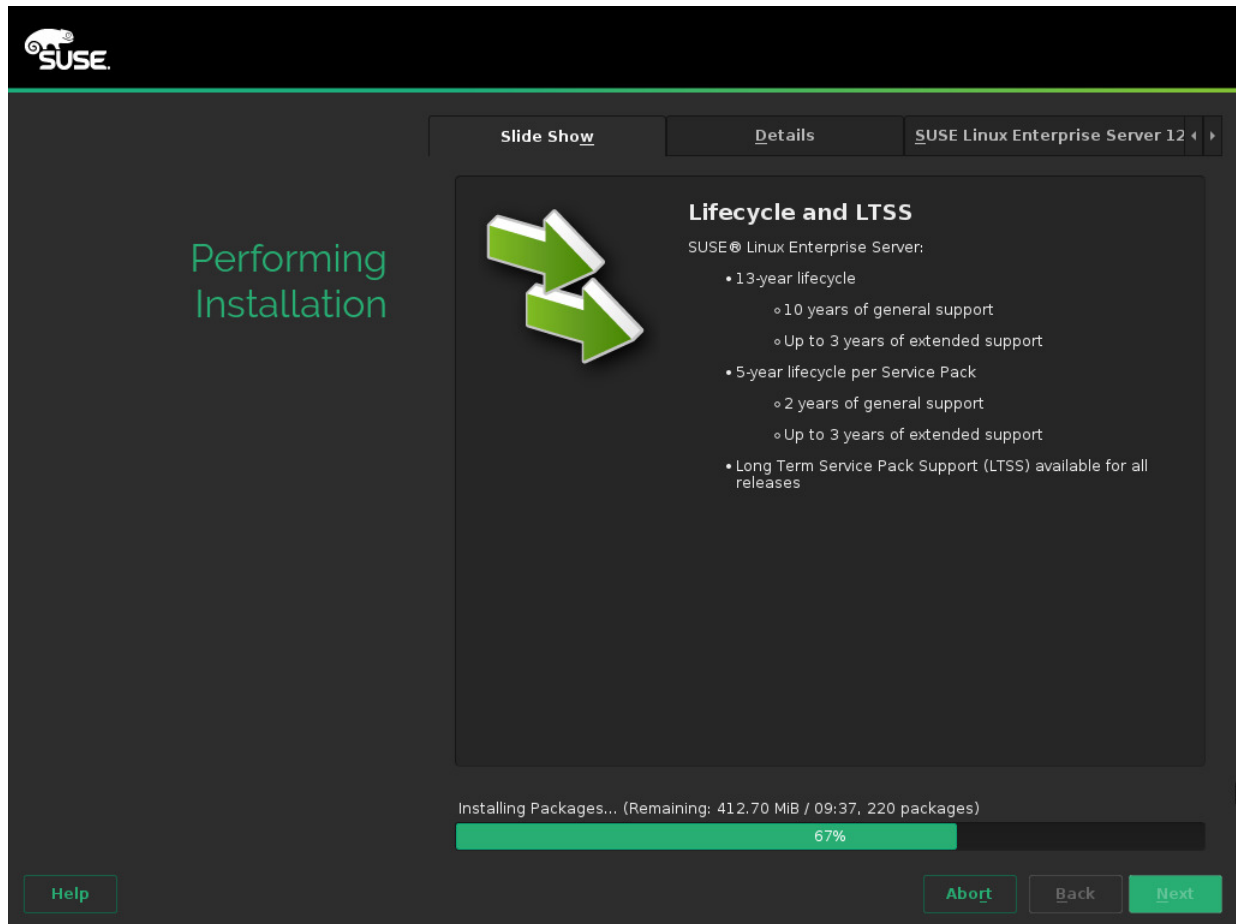 SUSE.
Slide Show
Details
SUSE Linux Enterprise Server 12
Performing
Installation
Lifecycle and LTSS
SUSE® Linux Enterprise Server:
• 13-year lifecycle
∘ 10 years of general support
∘ Up to 3 years of extended support
• 5-year lifecycle per Service Pack
∘ 2 years of general support
∘ Up to 3 years of extended support
• Long Term Service Pack Support (LTSS) available for all
releases
Installing Packages... (Remaining: 412.70 MiB / 09:37, 220 packages)
67%
Help
Abort
Back
Next